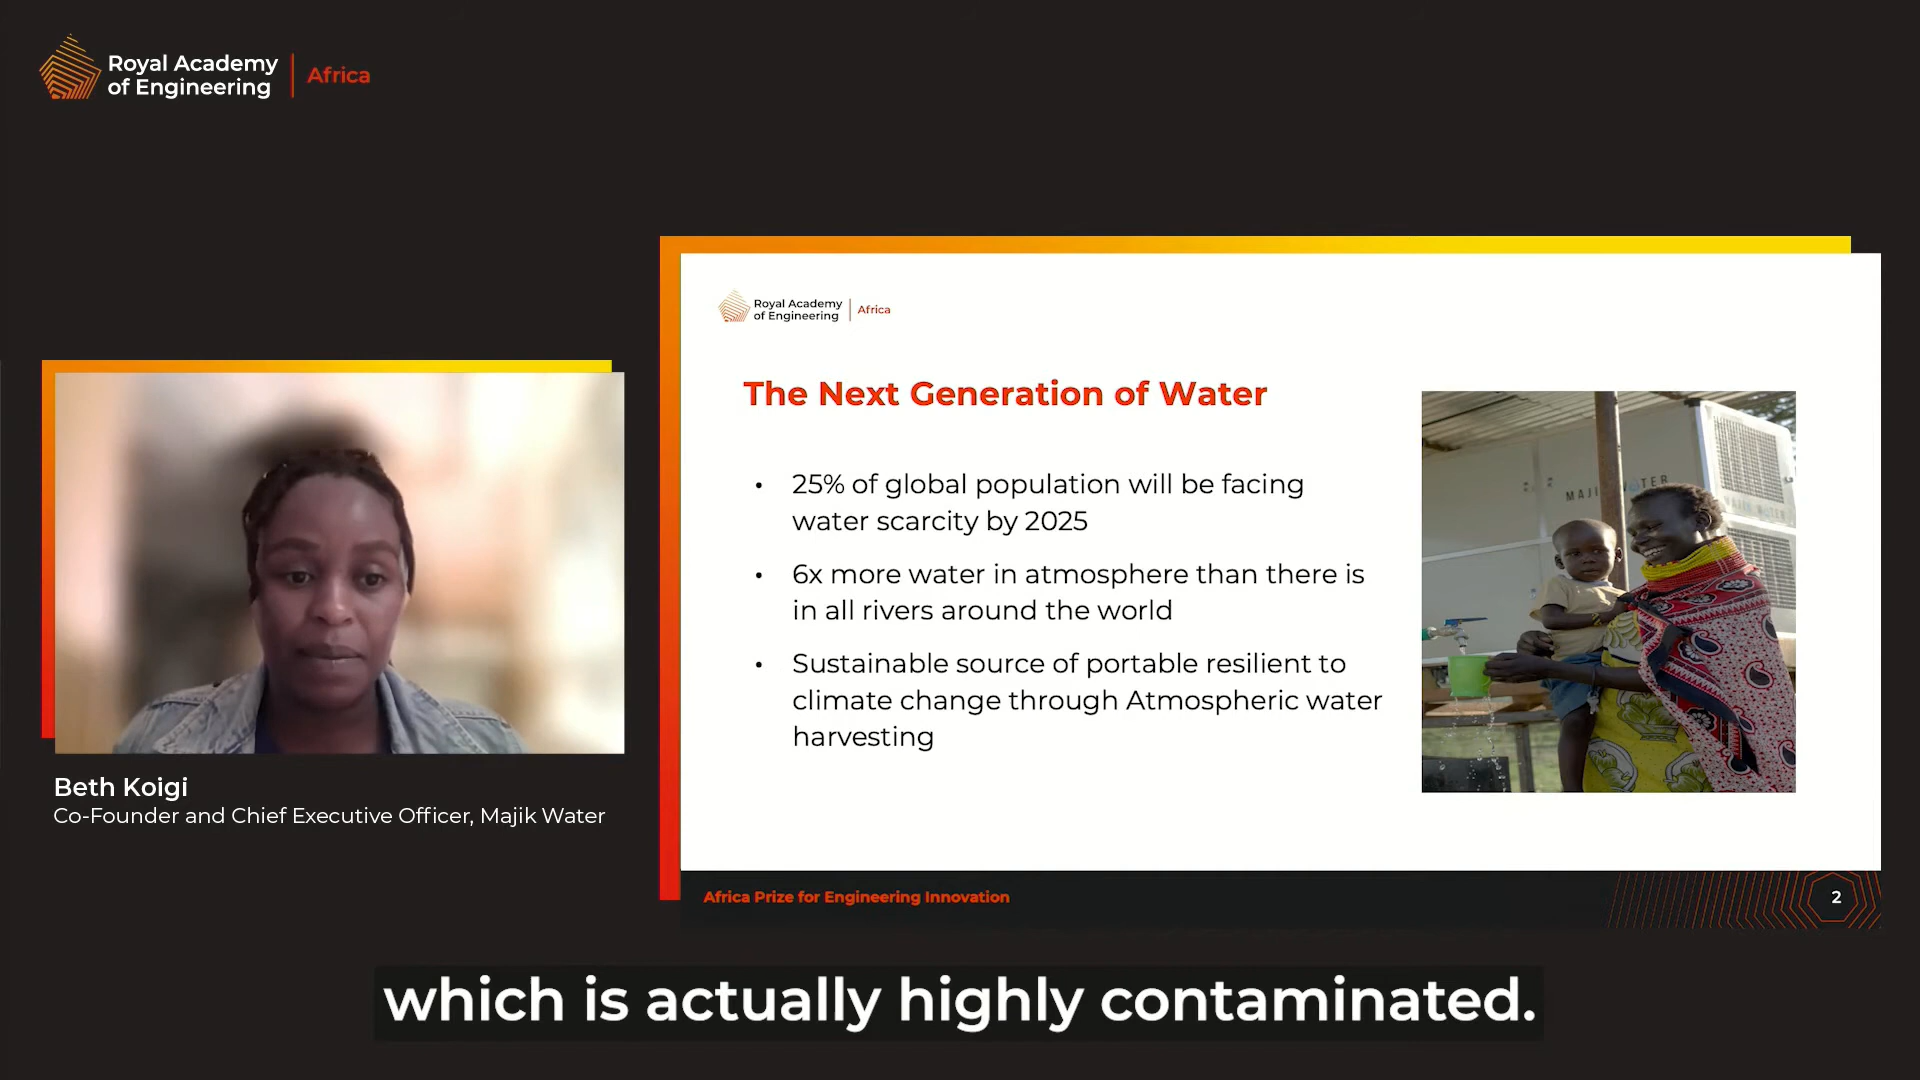 Royal Academy
of Engineering
Africa
Royal Academy
of Engineering
Africa
The Next Generation of Water
• 25% of global population will be facing
water scarcity by 2025
• 6x more water in atmosphere than there is
in all rivers around the world
• Sustainable source of portable resilient to
climate change through Atmospheric water
harvesting
Beth Koigi
Co-Founder and Chief Executive Officer, Majik Water
Africa Prize for Engineering Innovation
2
which is actually highly contaminated.